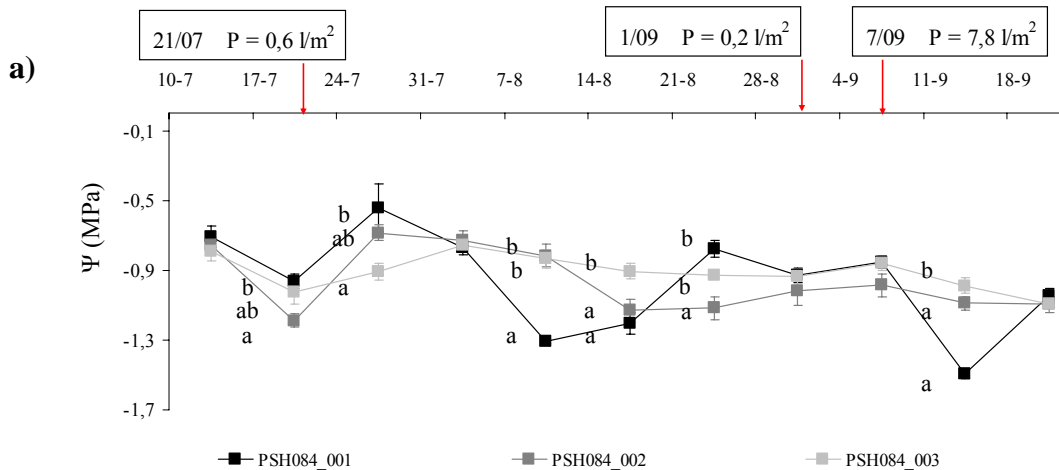 21/07 P = 0,6 l/m²
1/09 P = 0,2 l/m²
7/09 P = 7,8 l/m²
a)
10-7 17-7 24-7 31-7 7-8 14-8 21-8 28-8 4-9 11-9 18-9
-0,1
-0,5
-0,9
-1,3
-1,7
Ψ (MPa)
b
ab
a
b
ab
a
b
b
a
b
a
a
b
b
a
b
a
a
PSH084_001 PSH084_002 PSH084_003